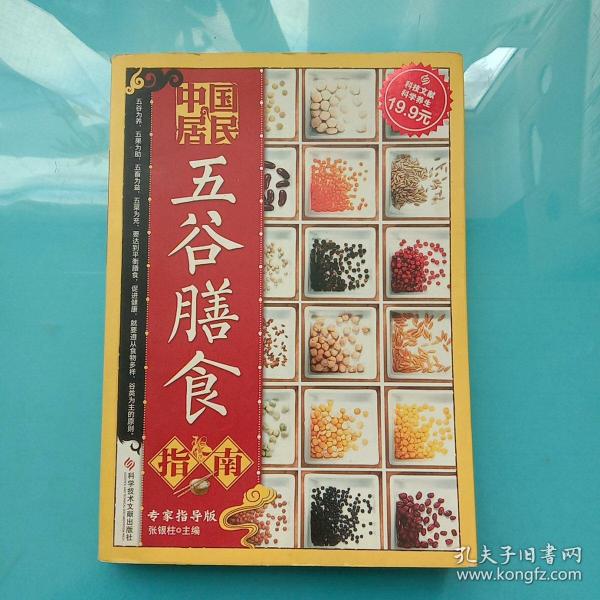 中国
居民
五谷膳食
指南
专家指导版
张银柱 主编
五谷为养，五果为助，五畜为益，五菜为充，要达到平衡膳食，促进健康，就要遵从食物多样，谷类为主的原则。
科学技术文献出版社
科技文献
科学养生
19.9元
孔夫子旧书网
www.kongfz.com